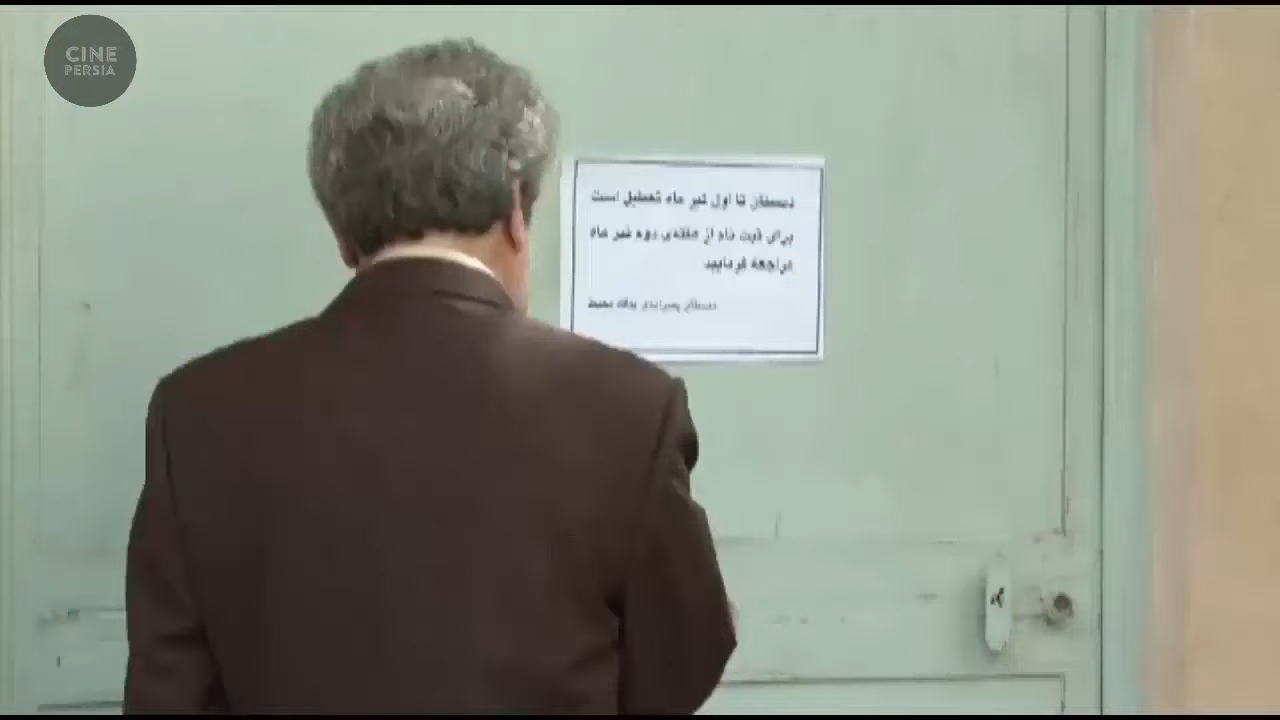 CINE
PERSIA
دبستان تا اول تیر ماه تعطیل است
برای ثبت نام از هفته‌ی دوم تیر ماه
مراجعه فرمایید
دبستان پسرانه‌ی